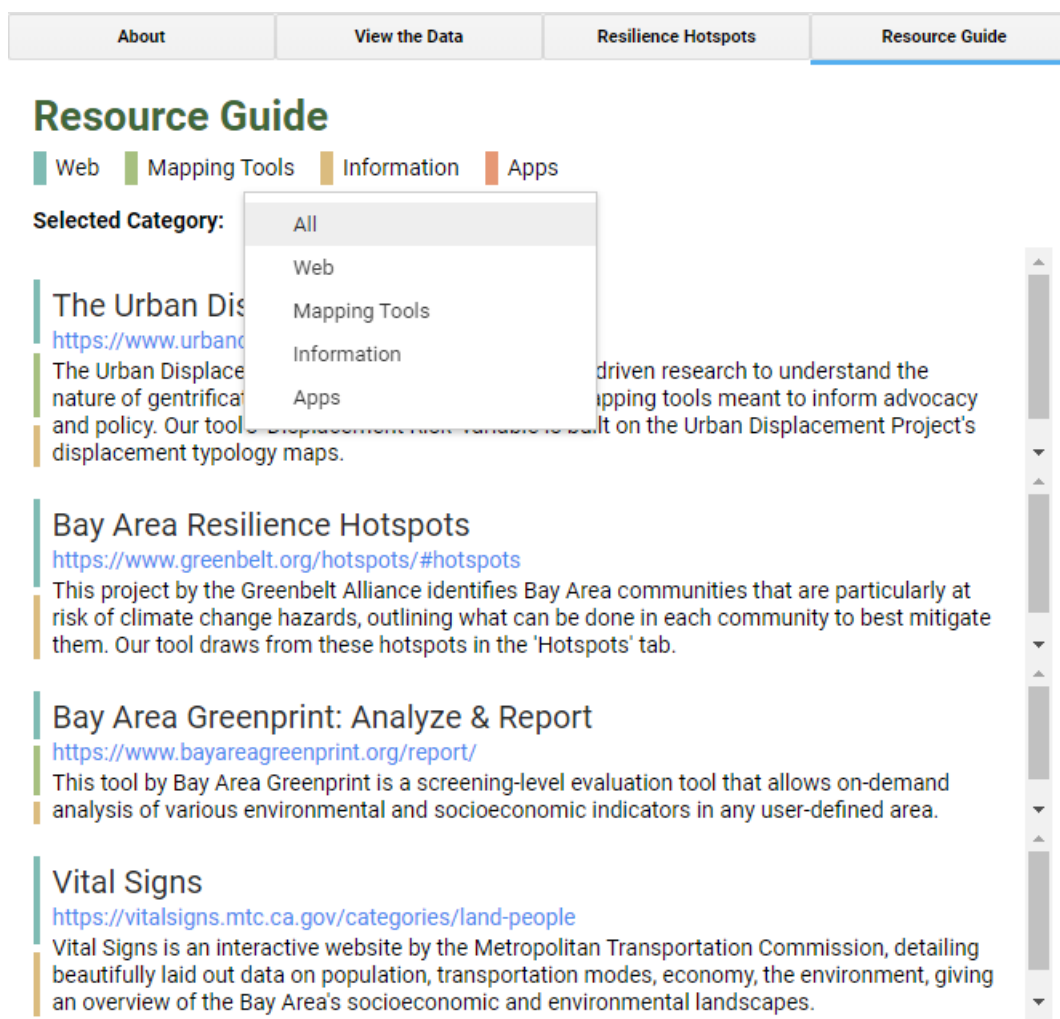 About View the Data Resilience Hotspots Resource Guide
Resource Guide
Web Mapping Tools Information Apps
Selected Category:
All
Web
Mapping Tools
Information
Apps
The Urban Dis
https://www.urband
The Urban Displace driven research to understand the
nature of gentrificat apping tools meant to inform advocacy
and policy. Our tool's 'Displacement Risk' variable is built on the Urban Displacement Project's
displacement typology maps.
Bay Area Resilience Hotspots
https://www.greenbelt.org/hotspots/#hotspots
This project by the Greenbelt Alliance identifies Bay Area communities that are particularly at
risk of climate change hazards, outlining what can be done in each community to best mitigate
them. Our tool draws from these hotspots in the 'Hotspots' tab.
Bay Area Greenprint: Analyze & Report
https://www.bayareagreenprint.org/report/
This tool by Bay Area Greenprint is a screening-level evaluation tool that allows on-demand
analysis of various environmental and socioeconomic indicators in any user-defined area.
Vital Signs
https://vitalsigns.mtc.ca.gov/categories/land-people
Vital Signs is an interactive website by the Metropolitan Transportation Commission, detailing
beautifully laid out data on population, transportation modes, economy, the environment, giving
an overview of the Bay Area's socioeconomic and environmental landscapes.